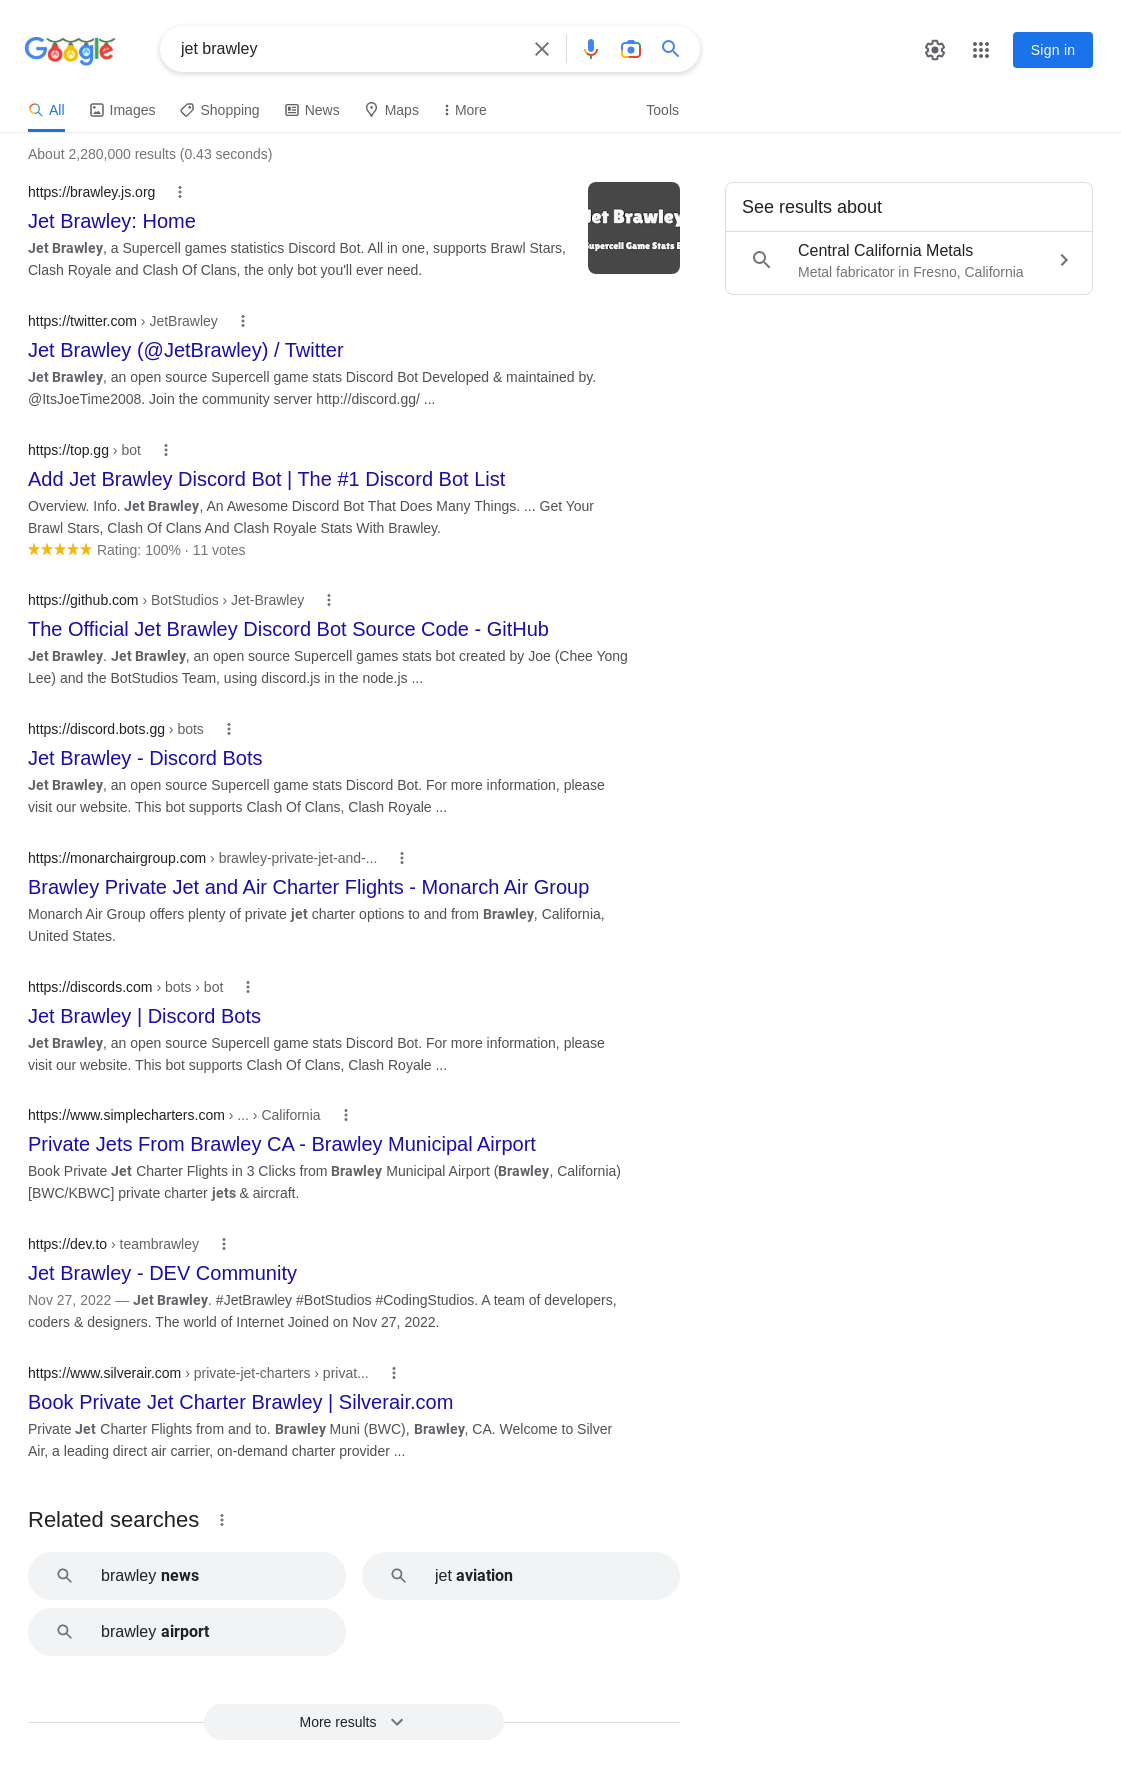 Google
jet brawley
Sign in
All
Images
Shopping
News
Maps
More
Tools
About 2,280,000 results (0.43 seconds)
https://brawley.js.org
Jet Brawley: Home
Jet Brawley, a Supercell games statistics Discord Bot. All in one, supports Brawl Stars,
Clash Royale and Clash Of Clans, the only bot you'll ever need.
Jet Brawley
Supercell Game Stats
See results about
Central California Metals
Metal fabricator in Fresno, California
https://twitter.com › JetBrawley
Jet Brawley (@JetBrawley) / Twitter
Jet Brawley, an open source Supercell game stats Discord Bot Developed & maintained by.
@ItsJoeTime2008. Join the community server http://discord.gg/ ...
https://top.gg › bot
Add Jet Brawley Discord Bot | The #1 Discord Bot List
Overview. Info. Jet Brawley, An Awesome Discord Bot That Does Many Things. ... Get Your
Brawl Stars, Clash Of Clans And Clash Royale Stats With Brawley.
Rating: 100% · 11 votes
https://github.com › BotStudios › Jet-Brawley
The Official Jet Brawley Discord Bot Source Code - GitHub
Jet Brawley. Jet Brawley, an open source Supercell games stats bot created by Joe (Chee Yong
Lee) and the BotStudios Team, using discord.js in the node.js ...
https://discord.bots.gg › bots
Jet Brawley - Discord Bots
Jet Brawley, an open source Supercell game stats Discord Bot. For more information, please
visit our website. This bot supports Clash Of Clans, Clash Royale ...
https://monarchairgroup.com › brawley-private-jet-and-...
Brawley Private Jet and Air Charter Flights - Monarch Air Group
Monarch Air Group offers plenty of private jet charter options to and from Brawley, California,
United States.
https://discords.com › bots › bot
Jet Brawley | Discord Bots
Jet Brawley, an open source Supercell game stats Discord Bot. For more information, please
visit our website. This bot supports Clash Of Clans, Clash Royale ...
https://www.simplecharters.com › ... › California
Private Jets From Brawley CA - Brawley Municipal Airport
Book Private Jet Charter Flights in 3 Clicks from Brawley Municipal Airport (Brawley, California)
[BWC/KBWC] private charter jets & aircraft.
https://dev.to › teambrawley
Jet Brawley - DEV Community
Nov 27, 2022 — Jet Brawley. #JetBrawley #BotStudios #CodingStudios. A team of developers,
coders & designers. The world of Internet Joined on Nov 27, 2022.
https://www.silverair.com › private-jet-charters › privat...
Book Private Jet Charter Brawley | Silverair.com
Private Jet Charter Flights from and to. Brawley Muni (BWC), Brawley, CA. Welcome to Silver
Air, a leading direct air carrier, on-demand charter provider ...
Related searches
brawley news
jet aviation
brawley airport
More results